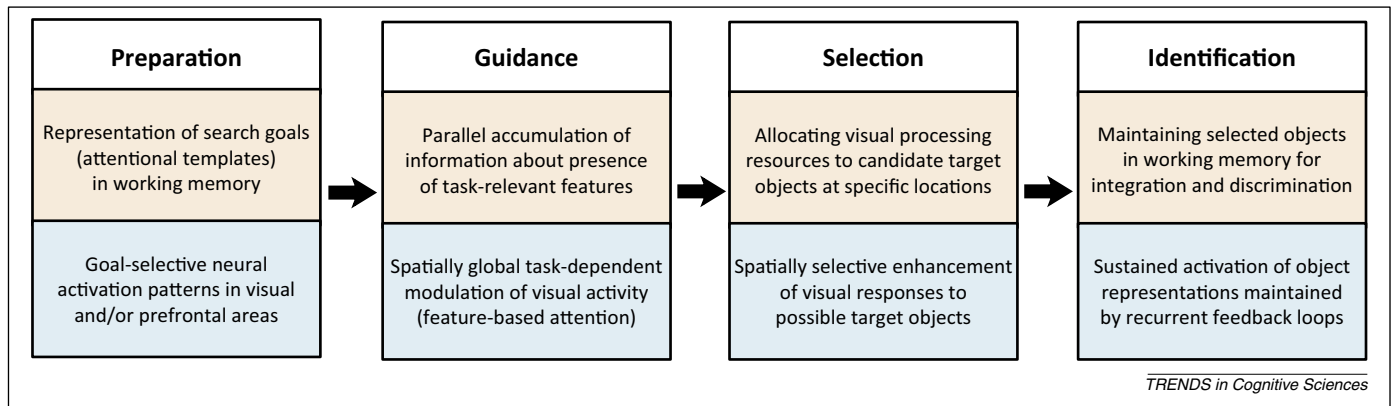 Preparation
Representation of search goals
(attentional templates)
in working memory
Goal-selective neural
activation patterns in visual
and/or prefrontal areas
Guidance
Parallel accumulation of
information about presence
of task-relevant features
Spatially global task-dependent
modulation of visual activity
(feature-based attention)
Selection
Allocating visual processing
resources to candidate target
objects at specific locations
Spatially selective enhancement
of visual responses to
possible target objects
Identification
Maintaining selected objects
in working memory for
integration and discrimination
Sustained activation of object
representations maintained
by recurrent feedback loops
TRENDS in Cognitive Sciences